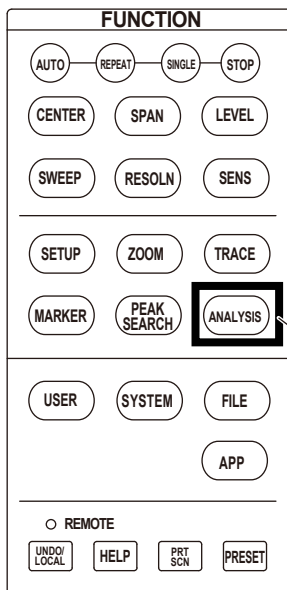 FUNCTION
AUTO REPEAT SINGLE STOP
CENTER SPAN LEVEL
SWEEP RESOLN SENS
SETUP ZOOM TRACE
MARKER PEAK SEARCH ANALYSIS
USER SYSTEM FILE
APP
REMOTE
UNDO/LOCAL HELP PRT SCN PRESET